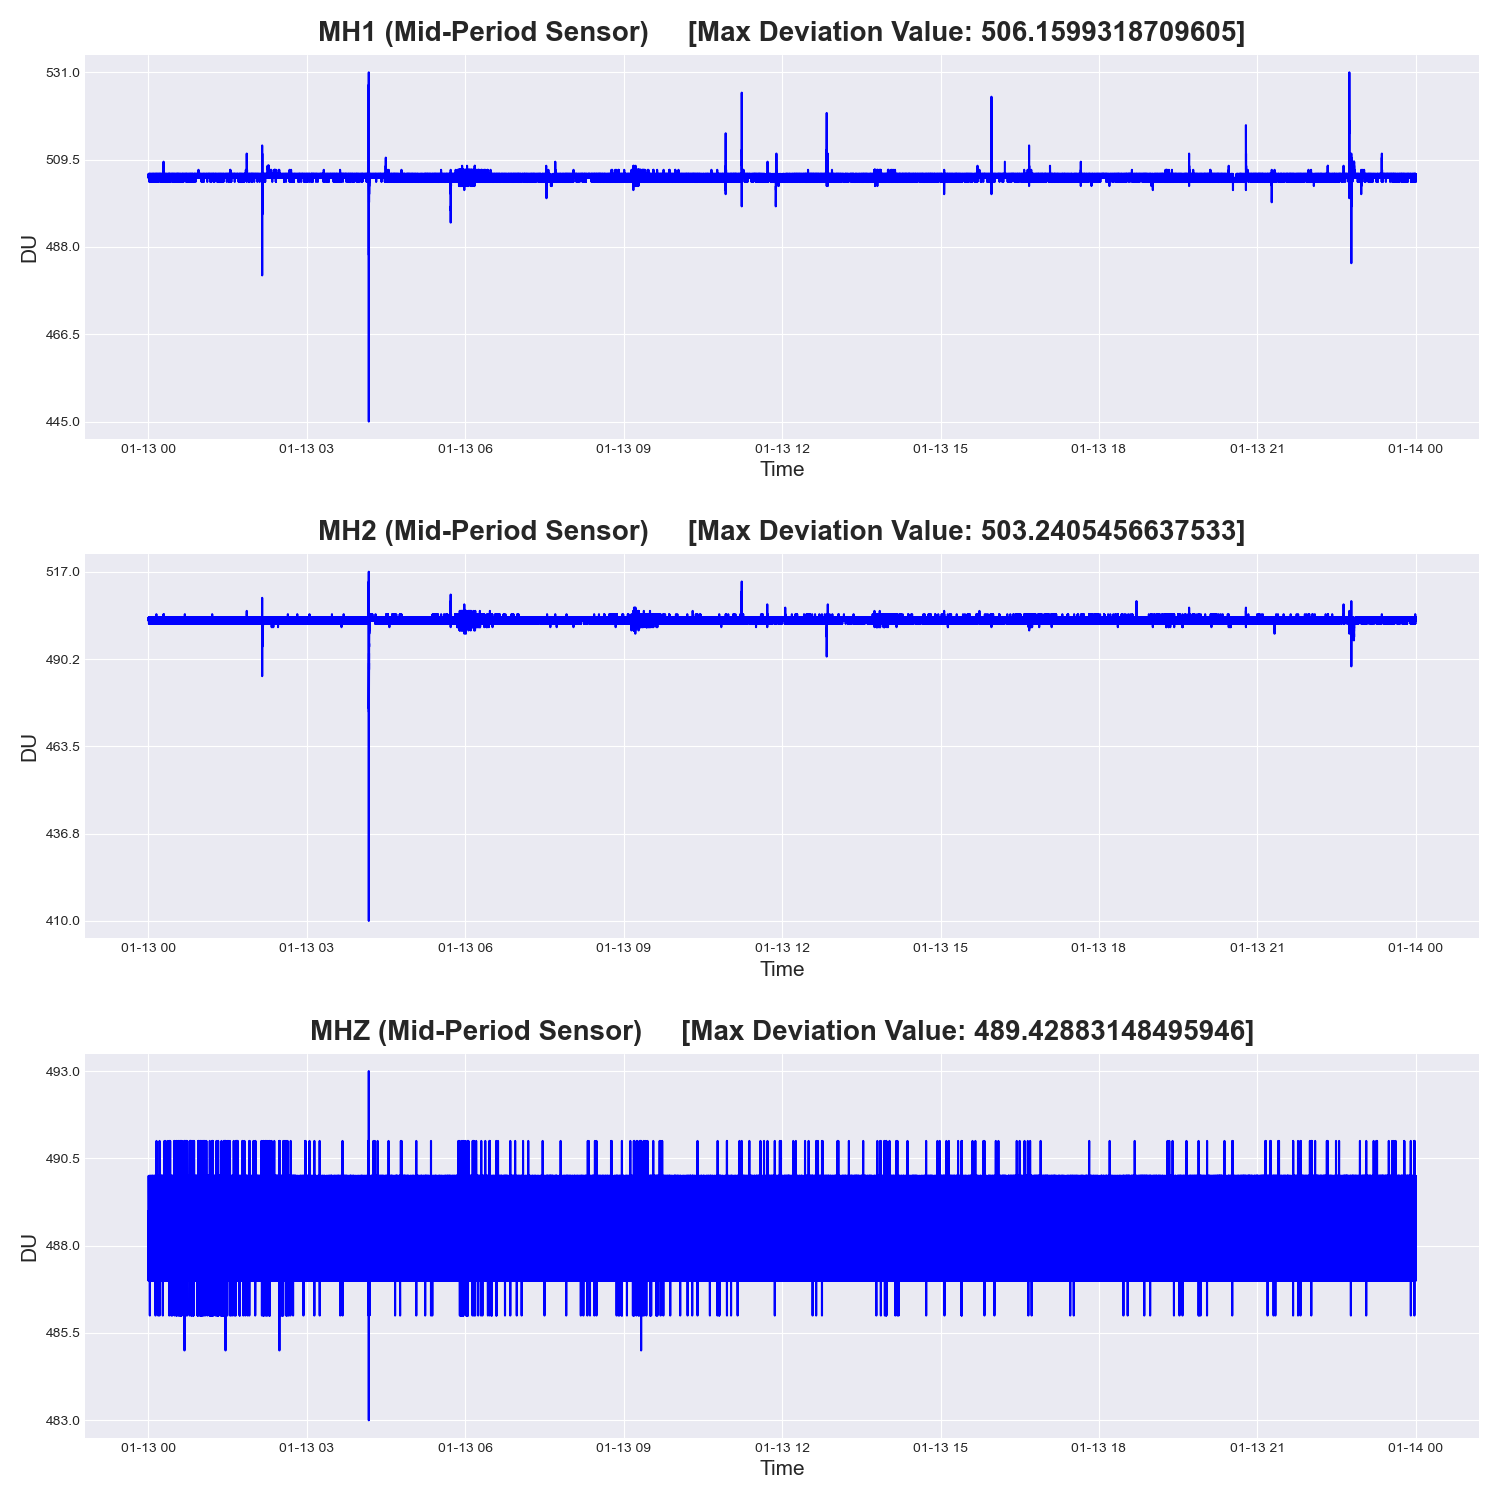 MH1 (Mid-Period Sensor) [Max Deviation Value: 506.1599318709605]
531.0
509.5
488.0
466.5
445.0
DU
01-13 00 01-13 03 01-13 06 01-13 09 01-13 12 01-13 15 01-13 18 01-13 21 01-14 00
Time
MH2 (Mid-Period Sensor) [Max Deviation Value: 503.2405456637533]
517.0
490.2
463.5
436.8
410.0
DU
01-13 00 01-13 03 01-13 06 01-13 09 01-13 12 01-13 15 01-13 18 01-13 21 01-14 00
Time
MHZ (Mid-Period Sensor) [Max Deviation Value: 489.42883148495946]
493.0
490.5
488.0
485.5
483.0
DU
01-13 00 01-13 03 01-13 06 01-13 09 01-13 12 01-13 15 01-13 18 01-13 21 01-14 00
Time